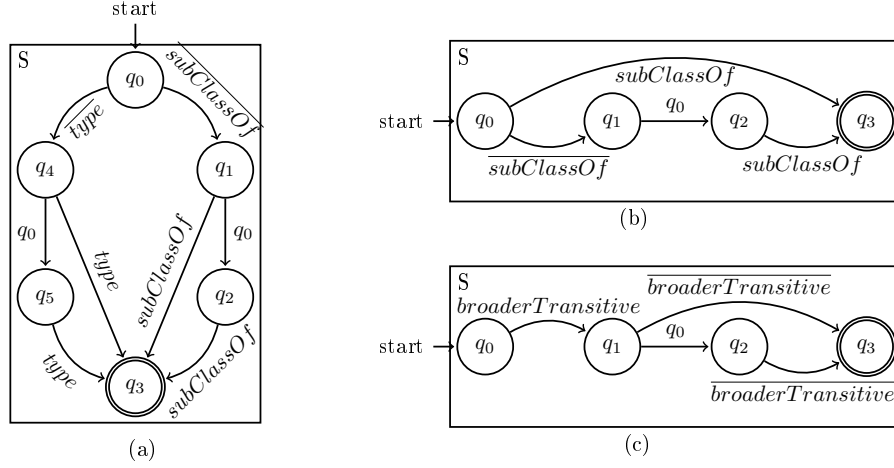 start
S
q₀
type
subClassOf
q₄
q₁
q₀
type
subClassOf
q₀
q₅
q₂
type
q₃
subClassOf
(a)
S
subClassOf
start
q₀
q₁
q₀
q₂
q₃
subClassOf
subClassOf
(b)
S
broaderTransitive
broaderTransitive
start
q₀
q₁
q₀
q₂
q₃
broaderTransitive
(c)